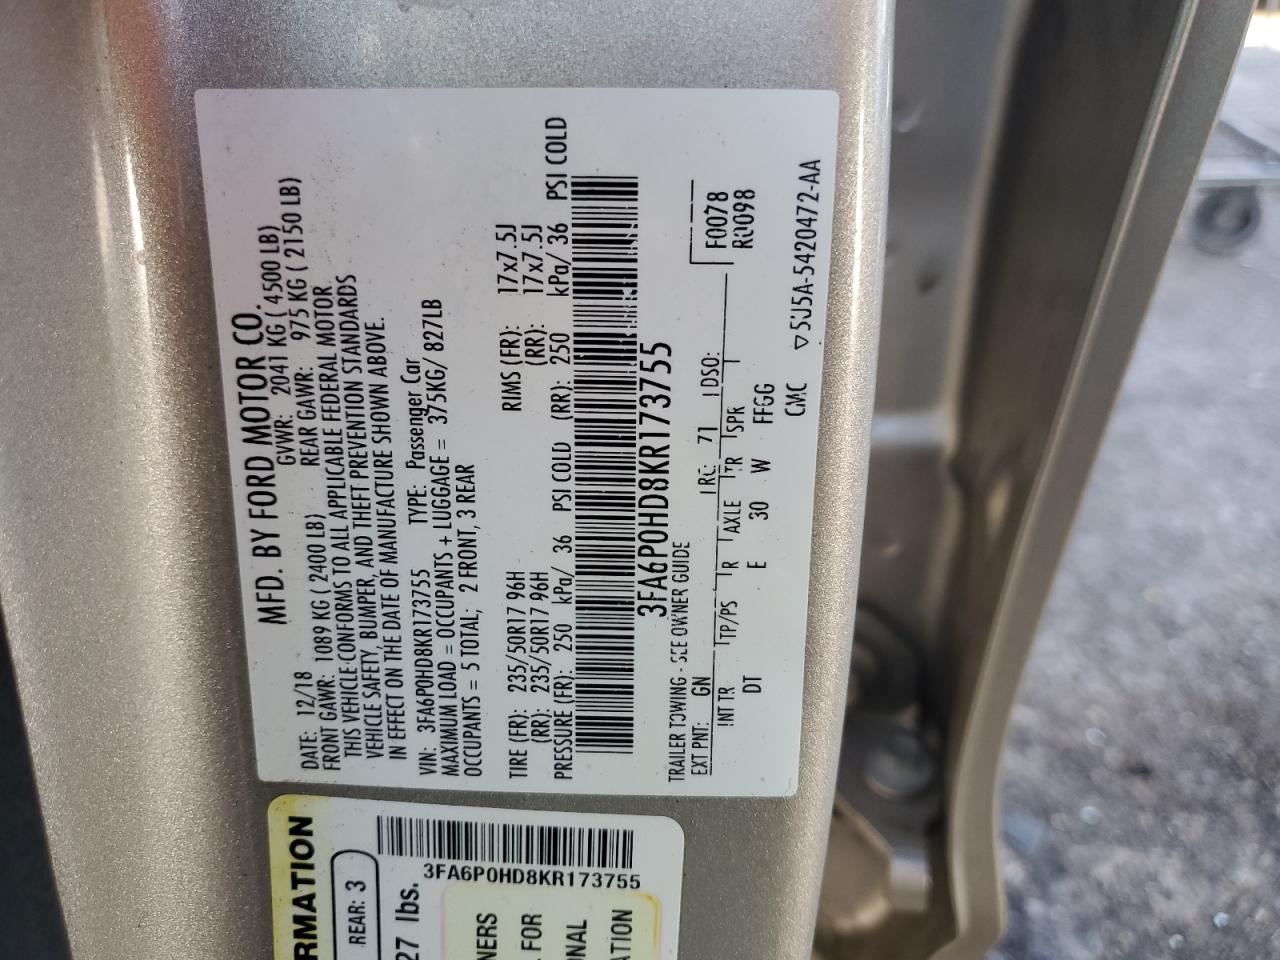 MFD. BY FORD MOTOR CO.
DATE: 12/18 GVWR: 2041 KG ( 4500 LB)
FRONT GAWR: 1089 KG ( 2400 LB) REAR GAWR: 975 KG ( 2150 LB)
THIS VEHICLE CONFORMS TO ALL APPLICABLE FEDERAL MOTOR
VEHICLE SAFETY, BUMPER, AND THEFT PREVENTION STANDARDS
IN EFFECT ON THE DATE OF MANUFACTURE SHOWN ABOVE.
VIN: 3FA6P0HD8KR173755 TYPE: Passenger Car
MAXIMUM LOAD = OCCUPANTS + LUGGAGE = 375KG/ 827LB
OCCUPANTS = 5 TOTAL; 2 FRONT, 3 REAR
TIRE (FR): 235/50R17 96H RIMS (FR): 17x7.5J
(RR): 235/50R17 96H (RR): 17x7.5J
PRESSURE (FR): 250 kPa/ 36 PSI COLD (RR): 250 kPa/ 36 PSI COLD
3FA6P0HD8KR173755
TRAILER TOWING - SEE OWNER GUIDE
EXT PNT: GN RC: 71 DSO: F0078
INT TR TP/PS R AXLE TR SPR R0098
DT E 30 W FFGG
CMC ▽5U5A-5420472-AA
RMATION
REAR: 3
27 lbs.
3FA6P0HD8KR173755
NERS
FOR
ONAL
ATION